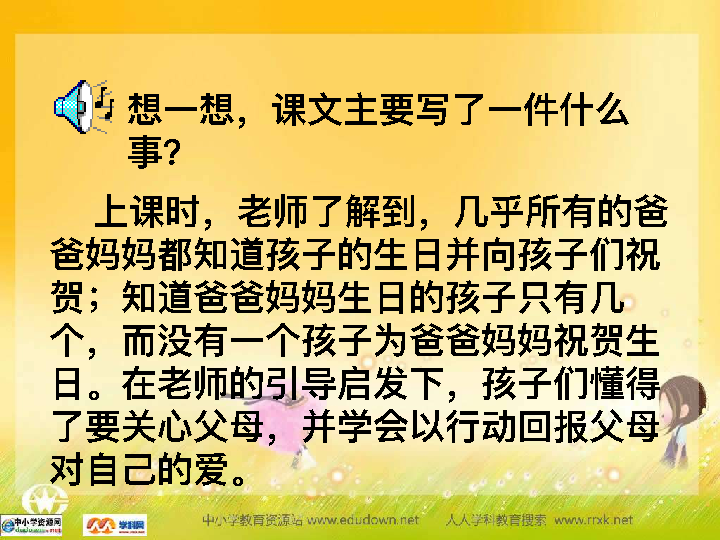 想一想，课文主要写了一件什么
事？
上课时，老师了解到，几乎所有的爸
爸妈妈都知道孩子的生日并向孩子们祝
贺；知道爸爸妈妈生日的孩子只有几
个，而没有一个孩子为爸爸妈妈祝贺生
日。在老师的引导启发下，孩子们懂得
了要关心父母，并学会以行动回报父母
对自己的爱。
中小学资源网 学科网 中小学教育资源站 www.edudown.net 人人学科教育搜索 www.rrxk.net